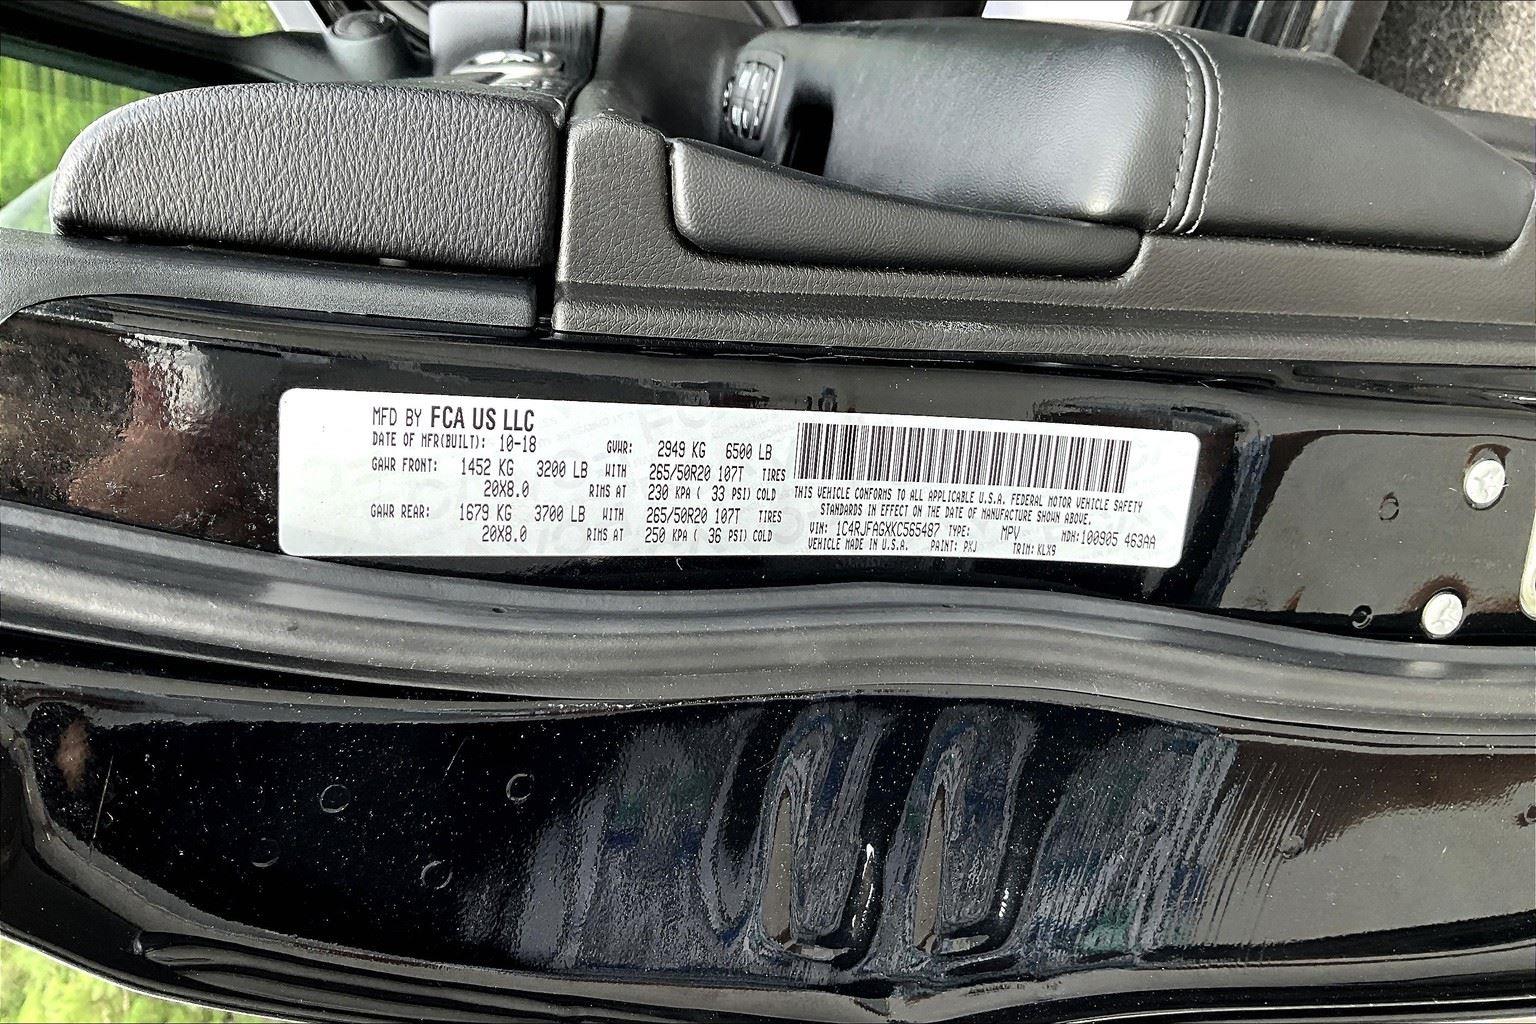 MFD BY FCA US LLC
DATE OF MFR(BUILT): 10-18 GVWR: 2949 KG 6500 LB
GAWR FRONT: 1452 KG 3200 LB WITH 265/50R20 107T TIRES
20X8.0 RIMS AT 230 KPA ( 33 PSI) COLD
GAWR REAR: 1679 KG 3700 LB WITH 265/50R20 107T TIRES
20X8.0 RIMS AT 250 KPA ( 36 PSI) COLD
THIS VEHICLE CONFORMS TO ALL APPLICABLE U.S.A. FEDERAL MOTOR VEHICLE SAFETY
STANDARDS IN EFFECT ON THE DATE OF MANUFACTURE SHOWN ABOVE.
VIN: 1C4RJFAGXKC565487 TYPE: MPV MDH:100905 463AA
VEHICLE MADE IN U.S.A. PAINT: PXJ TRIM: KLX9